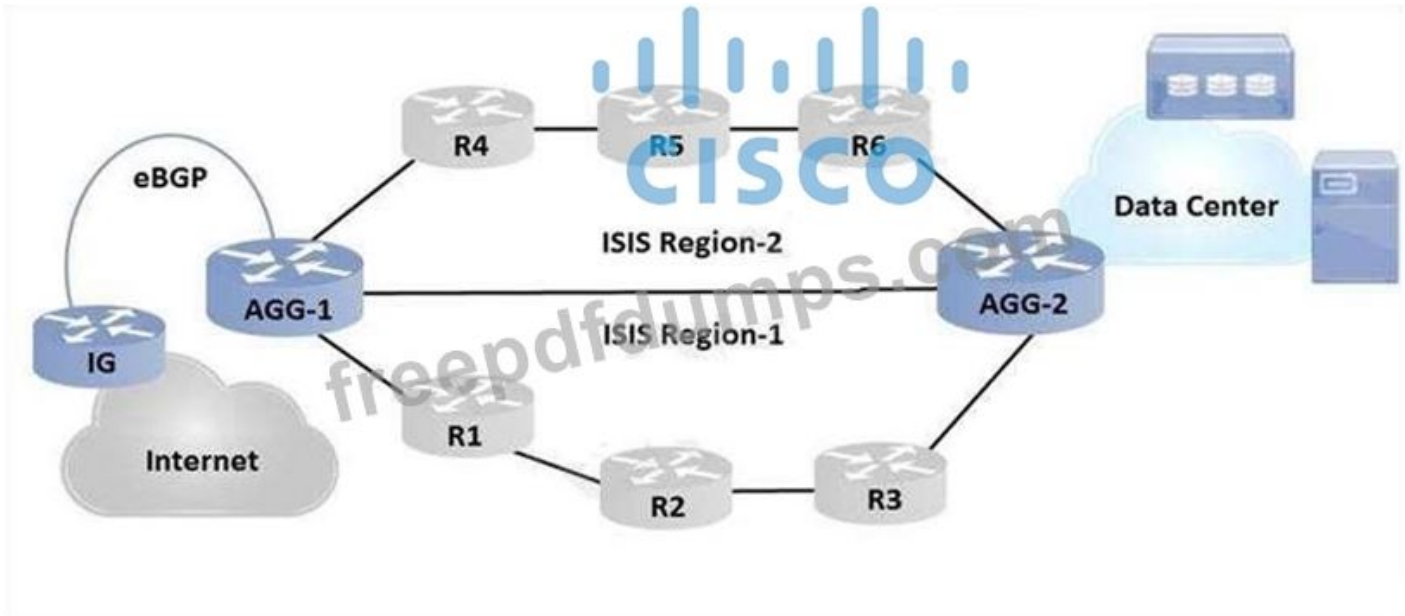 R4
R5
R6
CISCO
eBGP
Data Center
ISIS Region-2
AGG-1
AGG-2
ISIS Region-1
freepdfdumps.com
IG
R1
Internet
R2
R3